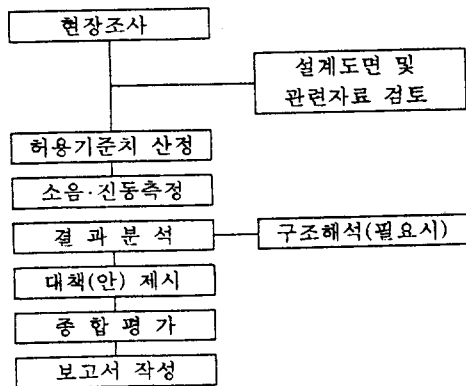 현장조사
설계도면 및
관련자료 검토
허용기준치 산정
소음·진동측정
결 과 분 석
구조해석(필요시)
대책(안) 제시
종 합 평 가
보고서 작성